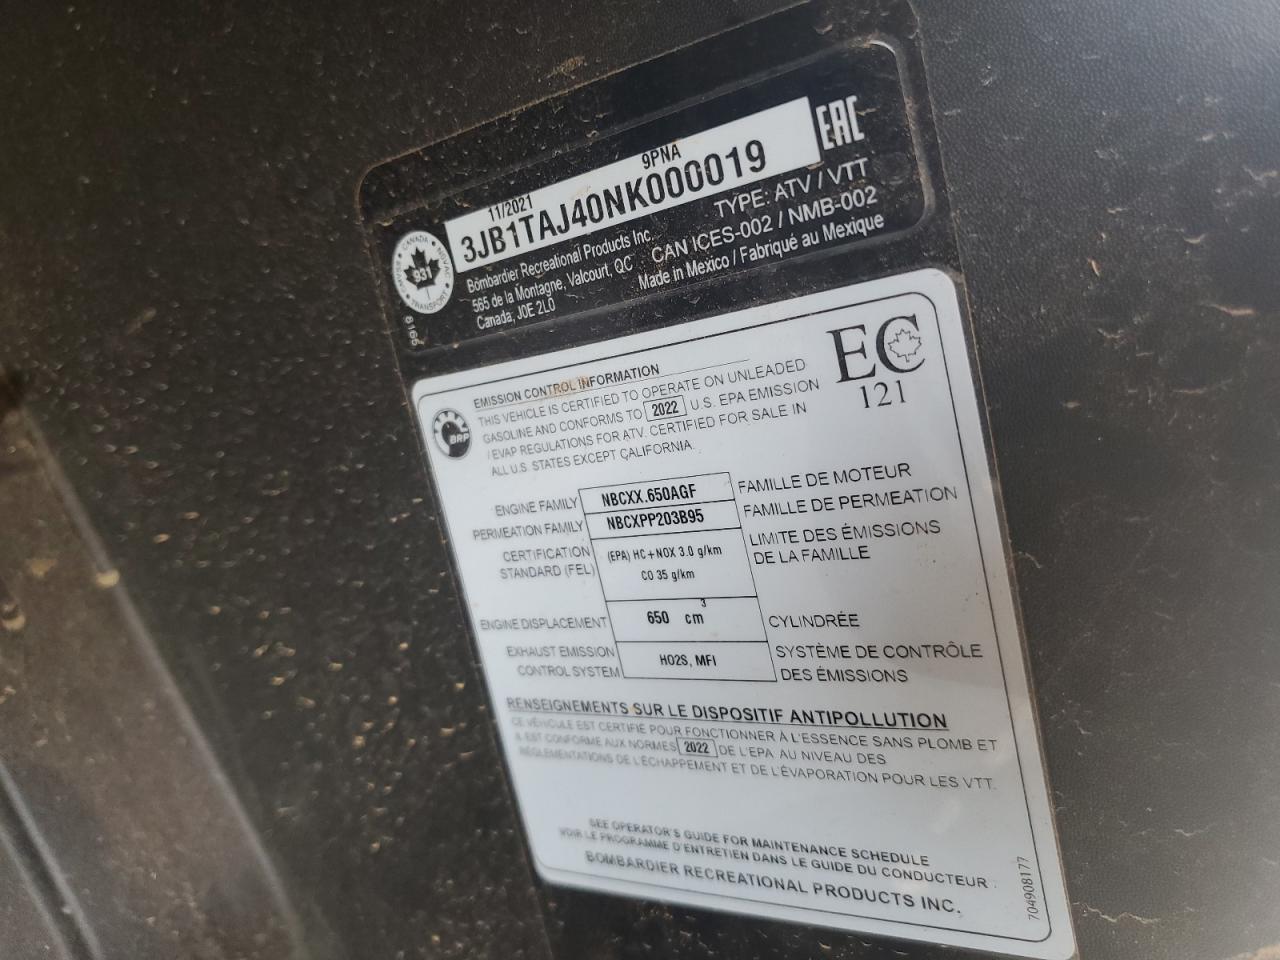 11/2021 9PNA
3JB1TAJ40NK000019
EAC
Bombardier Recreational Products Inc.
565 de la Montagne, Valcourt, QC
Canada, J0E 2L0
TYPE: ATV / VTT
CAN ICES-002 / NMB-002
Made in Mexico / Fabriqué au Mexique
CANADA
931
TRANSPORT
6166
EMISSION CONTROL INFORMATION
THIS VEHICLE IS CERTIFIED TO OPERATE ON UNLEADED
GASOLINE AND CONFORMS TO 2022 U.S. EPA EMISSION
/ EVAP REGULATIONS FOR ATV. CERTIFIED FOR SALE IN
ALL U.S. STATES EXCEPT CALIFORNIA.
BRP
EC
121
ENGINE FAMILY NBCXX.650AGF FAMILLE DE MOTEUR
PERMEATION FAMILY NBCXPP203B95 FAMILLE DE PERMEATION
CERTIFICATION (EPA) HC+NOX 3.0 g/km LIMITE DES ÉMISSIONS
STANDARD (FEL) CO 35 g/km DE LA FAMILLE
ENGINE DISPLACEMENT 650 cm³ CYLINDRÉE
EXHAUST EMISSION HO2S, MFI SYSTÈME DE CONTRÔLE
CONTROL SYSTEM DES ÉMISSIONS
RENSEIGNEMENTS SUR LE DISPOSITIF ANTIPOLLUTION
CE VÉHICULE EST CERTIFIÉ POUR FONCTIONNER À L'ESSENCE SANS PLOMB ET
IL EST CONFORME AUX NORMES 2022 DE L'EPA AU NIVEAU DES
RÉGLEMENTATIONS DE L'ÉCHAPPEMENT ET DE L'ÉVAPORATION POUR LES VTT.
SEE OPERATOR'S GUIDE FOR MAINTENANCE SCHEDULE
VOIR LE PROGRAMME D'ENTRETIEN DANS LE GUIDE DU CONDUCTEUR
BOMBARDIER RECREATIONAL PRODUCTS INC.
704908177